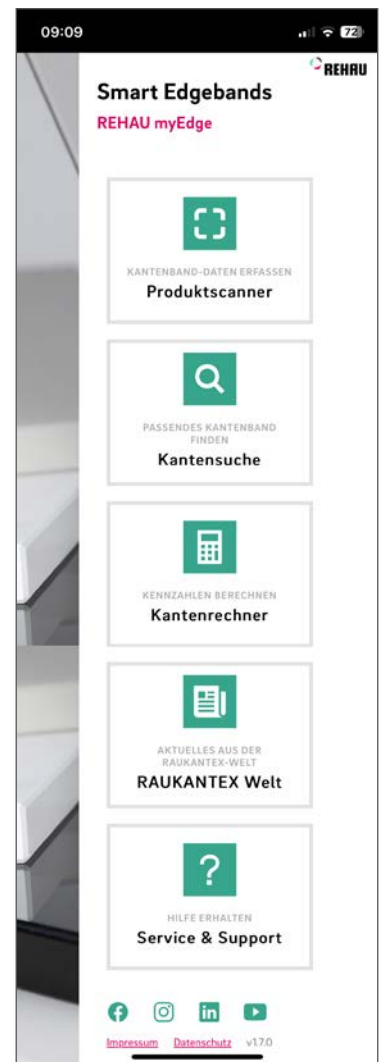 09:09
72
REHAU
Smart Edgebands
REHAU myEdge
KANTENBAND-DATEN ERFASSEN
Produktscanner
PASSENDES KANTENBAND
FINDEN
Kantensuche
KENNZAHLEN BERECHNEN
Kantenrechner
AKTUELLES AUS DER
RAUKANTEX-WELT
RAUKANTEX Welt
HILFE ERHALTEN
Service & Support
Impressum Datenschutz v1.7.0